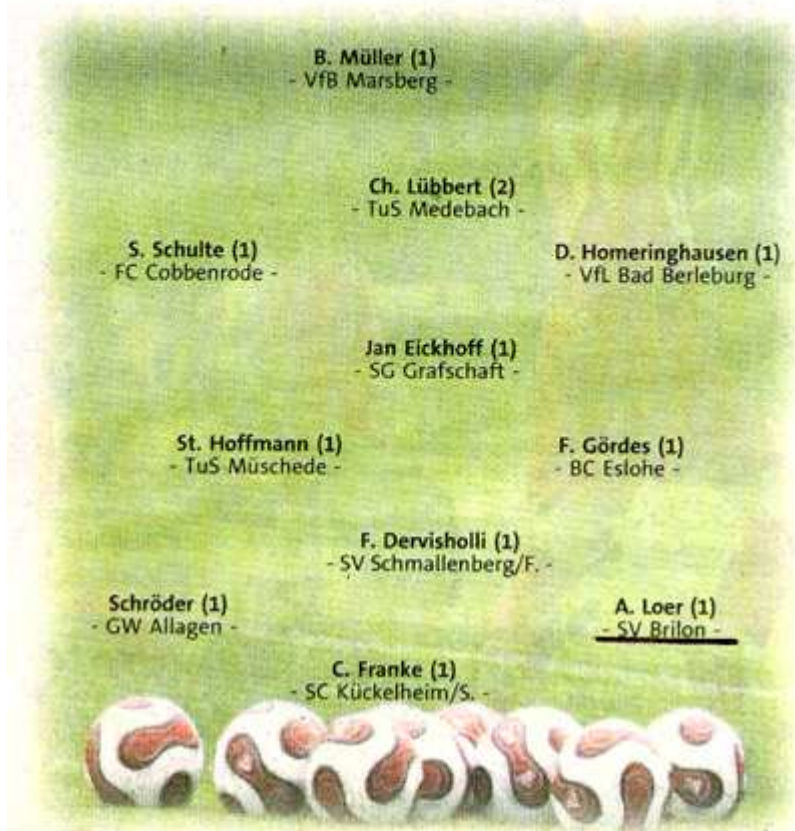 B. Müller (1)
- VfB Marsberg -
Ch. Lübbert (2)
- TuS Medebach -
S. Schulte (1)
- FC Cobbenrode -
D. Homeringhausen (1)
- VfL Bad Berleburg -
Jan Eickhoff (1)
- SG Grafschaft -
St. Hoffmann (1)
- TuS Müschede -
F. Gördes (1)
- BC Eslohe -
F. Dervisholli (1)
- SV Schmallenberg/F. -
Schröder (1)
- GW Allagen -
A. Loer (1)
- SV Brilon -
C. Franke (1)
- SC Kückelheim/S. -